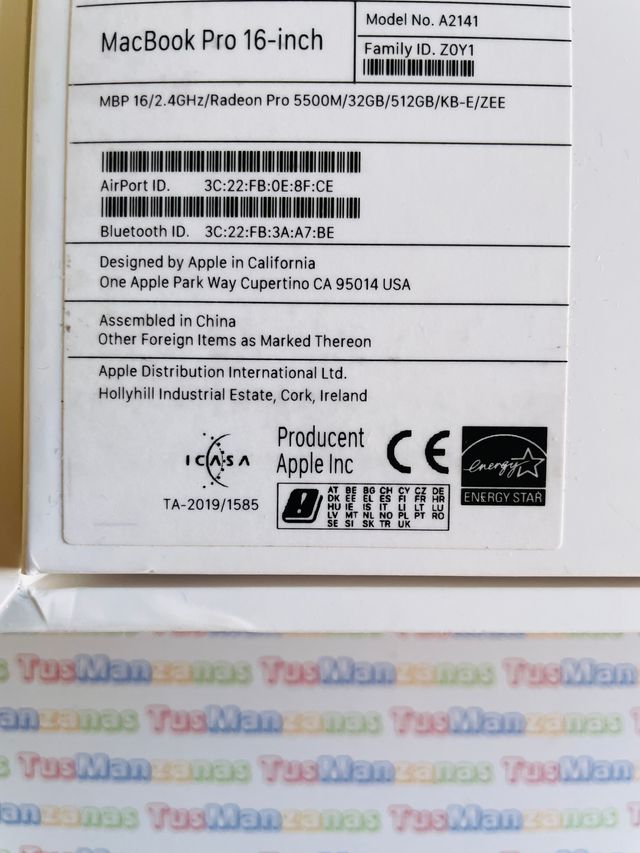 MacBook Pro 16-inch
Model No. A2141
Family ID. Z0Y1
MBP 16/2.4GHz/Radeon Pro 5500M/32GB/512GB/KB-E/ZEE
AirPort ID. 3C:22:FB:0E:8F:CE
Bluetooth ID. 3C:22:FB:3A:A7:BE
Designed by Apple in California
One Apple Park Way Cupertino CA 95014 USA
Assembled in China
Other Foreign Items as Marked Thereon
Apple Distribution International Ltd.
Hollyhill Industrial Estate, Cork, Ireland
ICASA
TA-2019/1585
Producent
Apple Inc
CE
energy
ENERGY STAR
AT BE BG CH CY CZ DE
DK EE EL ES FI FR HR
HU IE IS IT LI LT LU
LV MT NL NO PL PT RO
SE SI SK TR UK
s TusManzanas TusManzanas TusMan
anzanas TusManzanas TusManzanas
s TusManzanas TusManzanas TusMan
anzanas TusManzanas TusManzanas